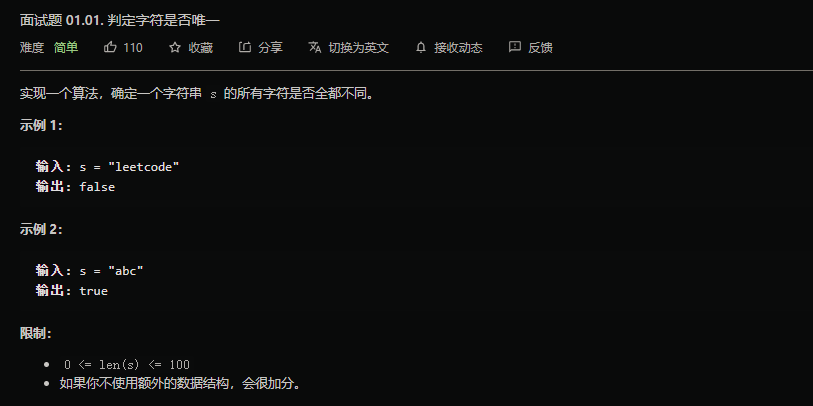 面试题 01.01. 判定字符是否唯一
难度 简单 110 收藏 分享 切换为英文 接收动态 反馈
实现一个算法，确定一个字符串 s 的所有字符是否全都不同。
示例 1：
输入: s = "leetcode"
输出: false
示例 2：
输入: s = "abc"
输出: true
限制：
0 <= len(s) <= 100
如果你不使用额外的数据结构，会很加分。